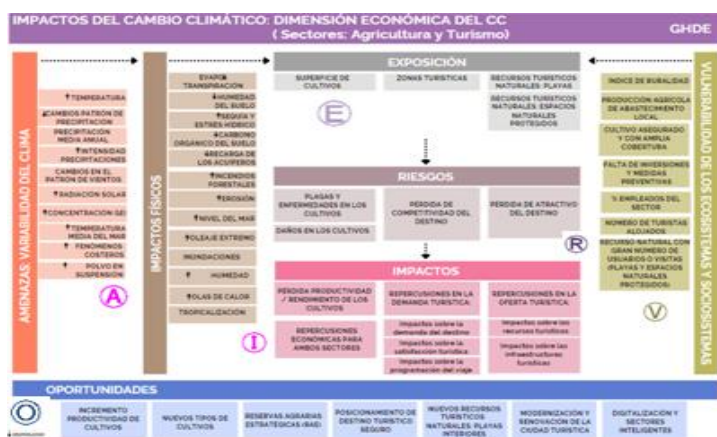 IMPACTOS DEL CAMBIO CLIMÁTICO: DIMENSIÓN ECONÓMICA DEL CC
( Sectores: Agricultura y Turismo)
GHDE
AMENAZAS: VARIABILIDAD DEL CLIMA
↑TEMPERATURA
CAMBIOS PATRÓN DE
PRECIPITACIÓN
PRECIPITACIÓN
MEDIA ANUAL
↑INTENSIDAD
PRECIPITACIONES
CAMBIOS EN EL
PATRÓN DE VIENTOS
↑RADIACIÓN SOLAR
↑CONCENTRACIÓN GEI
↑TEMPERATURA
MEDIA DEL MAR
↑ FENÓMENOS
COSTEROS
↑ POLVO EN
SUSPENSIÓN
A
IMPACTOS FÍSICOS
EVAPO
TRANSPIRACIÓN
HUMEDAD
DEL SUELO
↑SEQUÍA Y
ESTRÉS HÍDRICO
CARBONO
ORGÁNICO DEL SUELO
RECARGA DE
LOS ACUÍFEROS
↑INCENDIOS
FORESTALES
↑EROSIÓN
↑NIVEL DEL MAR
↑OLEAJE EXTREMO
INUNDACIONES
↑ HUMEDAD
↑OLAS DE CALOR
TROPICALIZACIÓN
I
EXPOSICIÓN
SUPERFICIE DE
CULTIVOS
ZONAS TURÍSTICAS
RECURSOS TURÍSTICOS
NATURALES: PLAYAS
RECURSOS TURÍSTICOS
NATURALES: ESPACIOS
NATURALES
PROTEGIDOS
E
RIESGOS
PLAGAS Y
ENFERMEDADES EN LOS
CULTIVOS
DAÑOS EN LOS CULTIVOS
PÉRDIDA DE
COMPETITIVIDAD DEL
DESTINO
PÉRDIDA DE ATRACTIVO
DEL DESTINO
R
IMPACTOS
PÉRDIDA PRODUCTIVIDAD
/ RENDIMIENTO DE LOS
CULTIVOS
REPERCUSIONES
ECONÓMICAS PARA
AMBOS SECTORES
REPERCUSIONES EN LA
DEMANDA TURÍSTICA:
Impactos sobre la
demanda del destino
Impactos sobre la
satisfacción turística
Impactos sobre la
programación del viaje
REPERCUSIONES EN LA
OFERTA TURÍSTICA:
Impactos sobre los
recursos turísticos
Impactos sobre las
infraestructuras
turísticas
ÍNDICE DE RURALIDAD
PRODUCCIÓN AGRÍCOLA
DE ABASTECIMIENTO
LOCAL
CULTIVO ASEGURADO
Y CON AMPLIA
COBERTURA
FALTA DE INVERSIONES
Y MEDIDAS
PREVENTIVAS
% EMPLEADOS DEL
SECTOR
NÚMERO DE TURISTAS
ALOJADOS
RECURSO NATURAL CON
GRAN NÚMERO DE
USUARIOS O VISITAS
(PLAYAS Y ESPACIOS
NATURALES
PROTEGIDOS)
V
VULNERABILIDAD DE LOS ECOSISTEMAS Y SOCIOSISTEMAS
OPORTUNIDADES
INCREMENTO
PRODUCTIVIDAD DE
CULTIVOS
NUEVOS TIPOS DE
CULTIVOS
RESERVAS AGRARIAS
ESTRATÉGICAS (RAE)
POSICIONAMIENTO DE
DESTINO TURÍSTICO
SEGURO
NUEVOS RECURSOS
TURÍSTICOS
NATURALES: PLAYAS
INTERIORES
MODERNIZACIÓN Y
RENOVACIÓN DE LA
CIUDAD TURÍSTICA
DIGITALIZACIÓN Y
SECTORES
INTELIGENTES